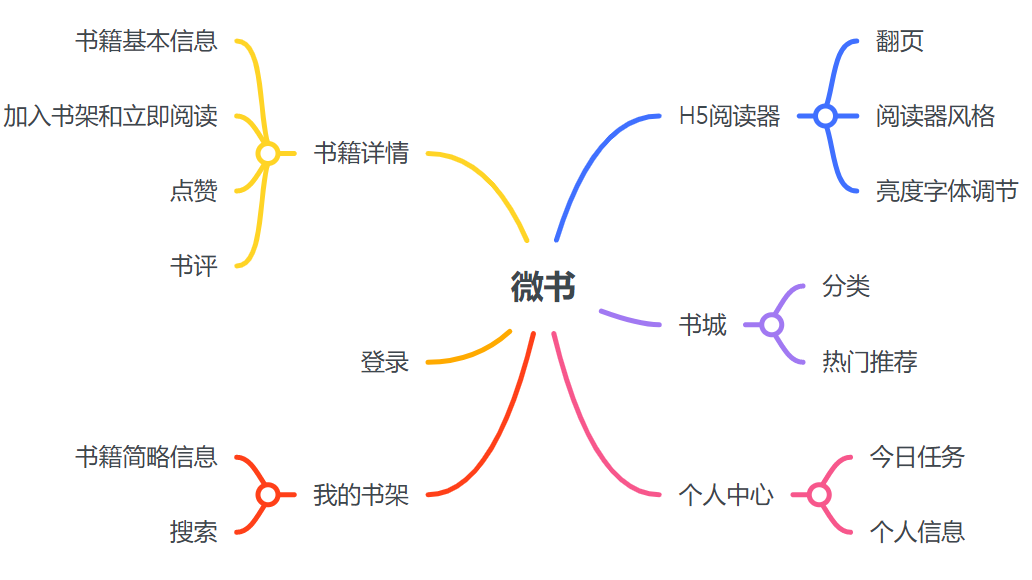 微书
H5阅读器
翻页
阅读器风格
亮度字体调节
书城
分类
热门推荐
个人中心
今日任务
个人信息
书籍详情
书籍基本信息
加入书架和立即阅读
点赞
书评
登录
我的书架
书籍简略信息
搜索